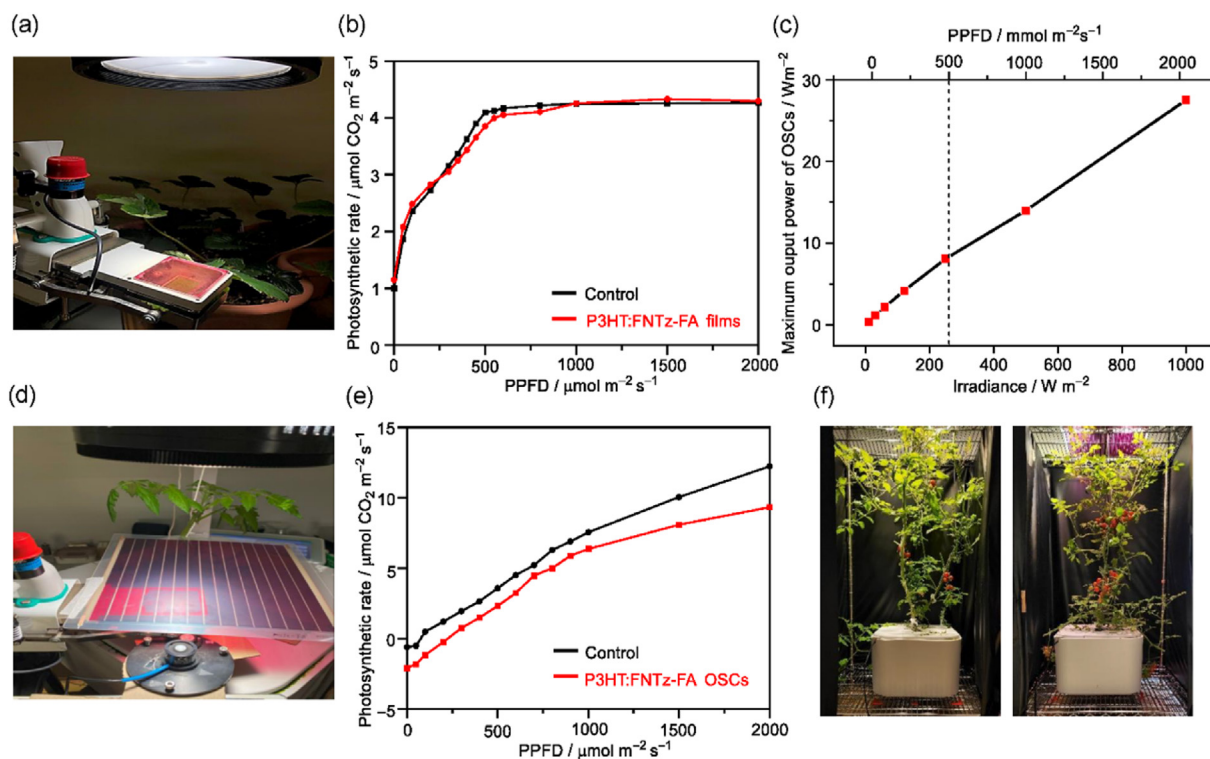 (a)
(b)
5
4
3
2
1
0
0
500
1000
1500
2000
Photosynthetic rate / μmol CO₂ m⁻² s⁻¹
PPFD / μmol m⁻² s⁻¹
Control
P3HT:FNTz-FA films
(c)
PPFD / mmol m⁻²s⁻¹
0
500
1000
1500
2000
30
20
10
0
Maximum ouput power of OSCs / Wm⁻²
0
200
400
600
800
1000
Irradiance / W m⁻²
(d)
(e)
15
10
5
0
−5
0
500
1000
1500
2000
Photosynthetic rate / μmol CO₂ m⁻² s⁻¹
PPFD / μmol m⁻² s⁻¹
Control
P3HT:FNTz-FA OSCs
(f)